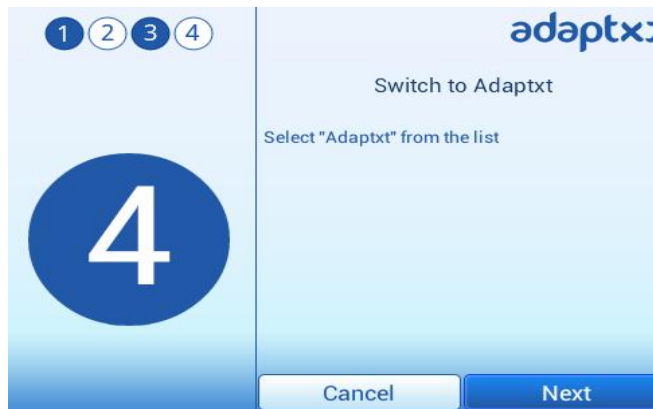 1 2 3 4
adaptx
Switch to Adaptxt
Select "Adaptxt" from the list
4
Cancel Next